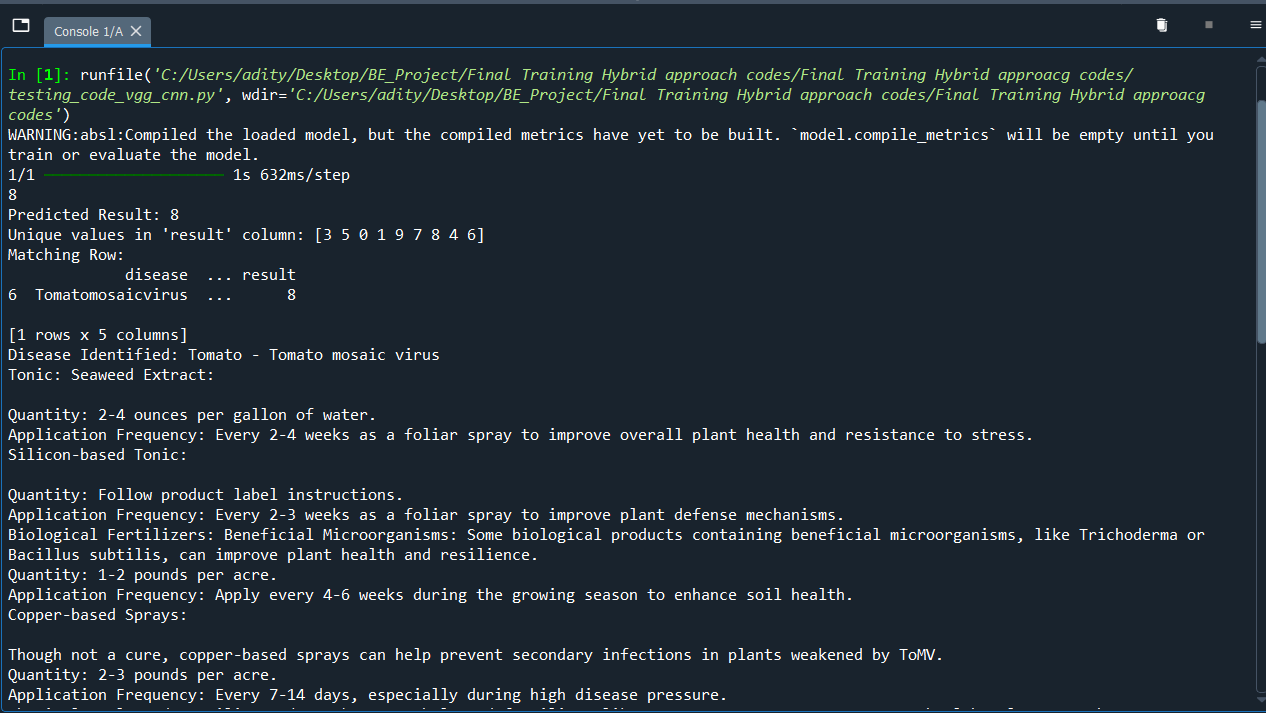 Console 1/A
In [1]: runfile('C:/Users/adity/Desktop/BE_Project/Final Training Hybrid approach codes/Final Training Hybrid approacg codes/
testing_code_vgg_cnn.py', wdir='C:/Users/adity/Desktop/BE_Project/Final Training Hybrid approach codes/Final Training Hybrid approacg
codes')
WARNING:absl:Compiled the loaded model, but the compiled metrics have yet to be built. `model.compile_metrics` will be empty until you
train or evaluate the model.
1/1 ━━━━━━━━━━━━━━━━━━━━ 1s 632ms/step
8
Predicted Result: 8
Unique values in 'result' column: [3 5 0 1 9 7 8 4 6]
Matching Row:
disease ... result
6 Tomatomosaicvirus ... 8
[1 rows x 5 columns]
Disease Identified: Tomato - Tomato mosaic virus
Tonic: Seaweed Extract:
Quantity: 2-4 ounces per gallon of water.
Application Frequency: Every 2-4 weeks as a foliar spray to improve overall plant health and resistance to stress.
Silicon-based Tonic:
Quantity: Follow product label instructions.
Application Frequency: Every 2-3 weeks as a foliar spray to improve plant defense mechanisms.
Biological Fertilizers: Beneficial Microorganisms: Some biological products containing beneficial microorganisms, like Trichoderma or
Bacillus subtilis, can improve plant health and resilience.
Quantity: 1-2 pounds per acre.
Application Frequency: Apply every 4-6 weeks during the growing season to enhance soil health.
Copper-based Sprays:
Though not a cure, copper-based sprays can help prevent secondary infections in plants weakened by ToMV.
Quantity: 2-3 pounds per acre.
Application Frequency: Every 7-14 days, especially during high disease pressure.